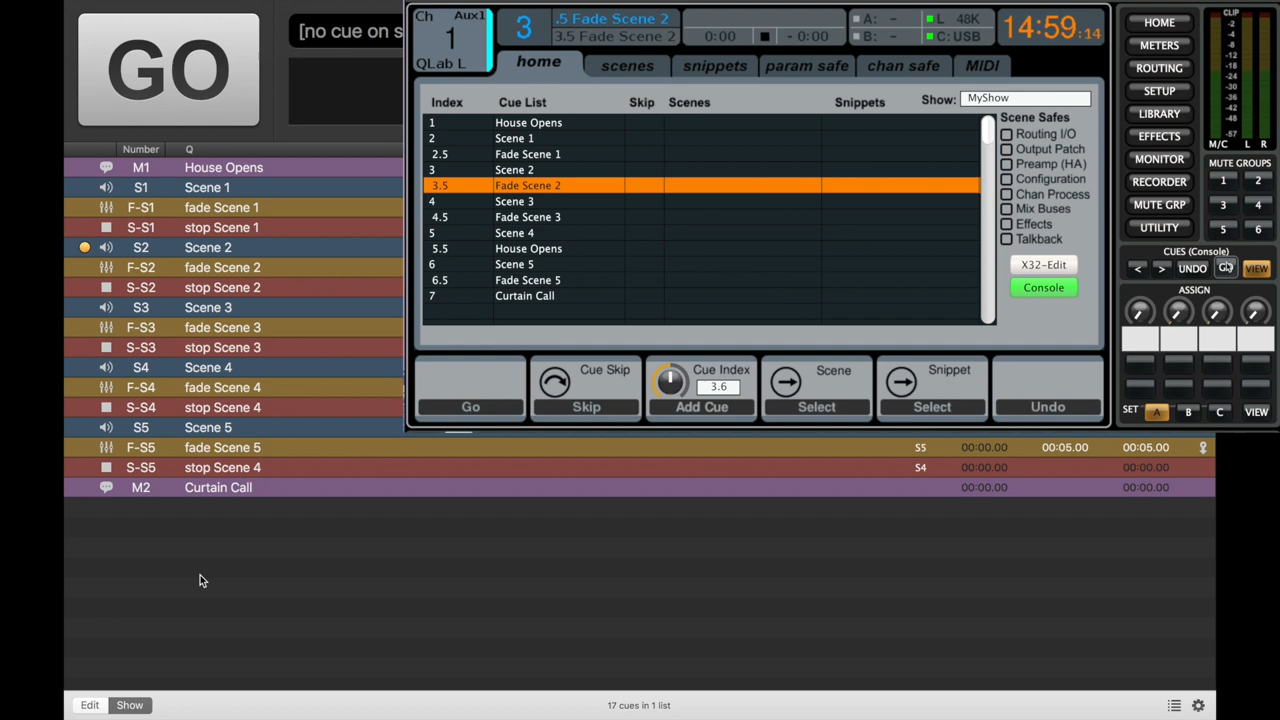 GO
[no cue on s
Number Q
M1 House Opens
S1 Scene 1
F-S1 fade Scene 1
S-S1 stop Scene 1
S2 Scene 2
F-S2 fade Scene 2
S-S2 stop Scene 2
S3 Scene 3
F-S3 fade Scene 3
S-S3 stop Scene 3
S4 Scene 4
F-S4 fade Scene 4
S-S4 stop Scene 4
S5 Scene 5
F-S5 fade Scene 5 S5 00:00.00 00:05.00 00:05.00
S-S5 stop Scene 4 S4 00:00.00 00:00.00
M2 Curtain Call 00:00.00 00:00.00
Edit Show
17 cues in 1 list
Ch Aux1
1
QLab L
3
.5 Fade Scene 2
3.5 Fade Scene 2
0:00 - 0:00
A: - L 48K
B: - C:USB
14:59:14
home scenes snippets param safe chan safe MIDI
Index Cue List Skip Scenes Snippets Show: MyShow
1 House Opens
2 Scene 1
2.5 Fade Scene 1
3 Scene 2
3.5 Fade Scene 2
4 Scene 3
4.5 Fade Scene 3
5 Scene 4
5.5 House Opens
6 Scene 5
6.5 Fade Scene 5
7 Curtain Call
Scene Safes
Routing I/O
Output Patch
Preamp (HA)
Configuration
Chan Process
Mix Buses
Effects
Talkback
X32-Edit
Console
Go
Cue Skip
Skip
Cue Index
3.6
Add Cue
Scene
Select
Snippet
Select
Undo
HOME
METERS
ROUTING
SETUP
LIBRARY
EFFECTS
MONITOR
RECORDER
MUTE GRP
UTILITY
CLIP
-2
-4
-8
-12
-18
-24
-30
-36
-42
-48
-57
M/C L R
MUTE GROUPS
1 2
3 4
5 6
CUES (Console)
< > UNDO GO VIEW
ASSIGN
SET A B C VIEW